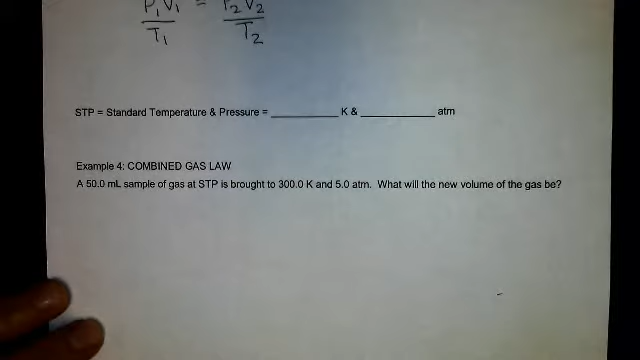 P₁V₁ = P₂V₂
T₁ T₂
STP = Standard Temperature & Pressure = __________ K & __________ atm
Example 4: COMBINED GAS LAW
A 50.0 mL sample of gas at STP is brought to 300.0 K and 5.0 atm. What will the new volume of the gas be?